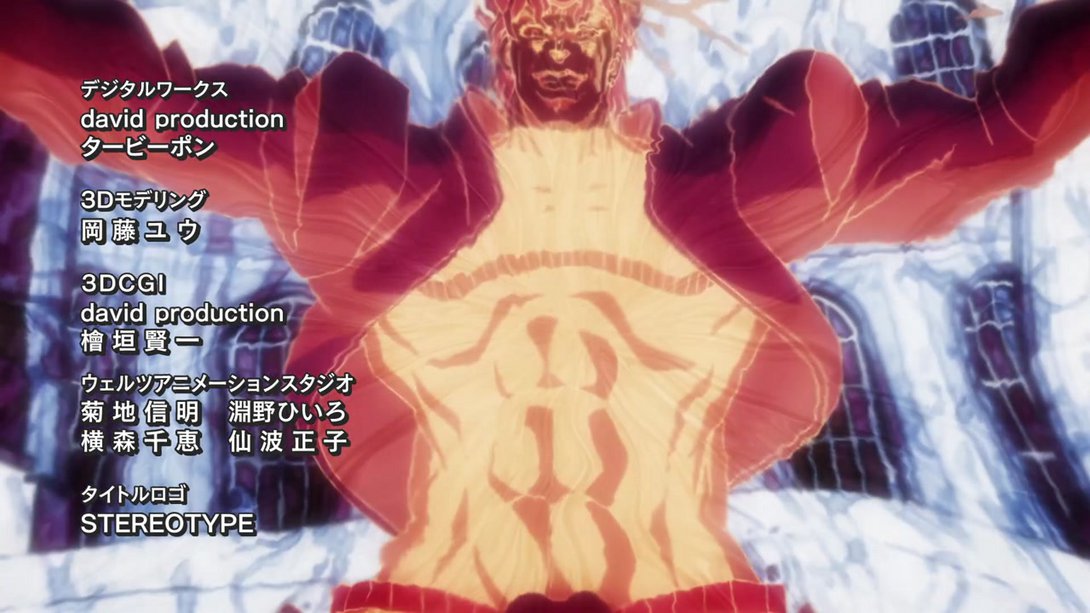 デジタルワークス
david production
タービーポン
3Dモデリング
岡藤ユウ
3DCGI
david production
檜垣賢一
ウェルツアニメーションスタジオ
菊地信明　淵野ひいろ
横森千恵　仙波正子
タイトルロゴ
STEREOTYPE